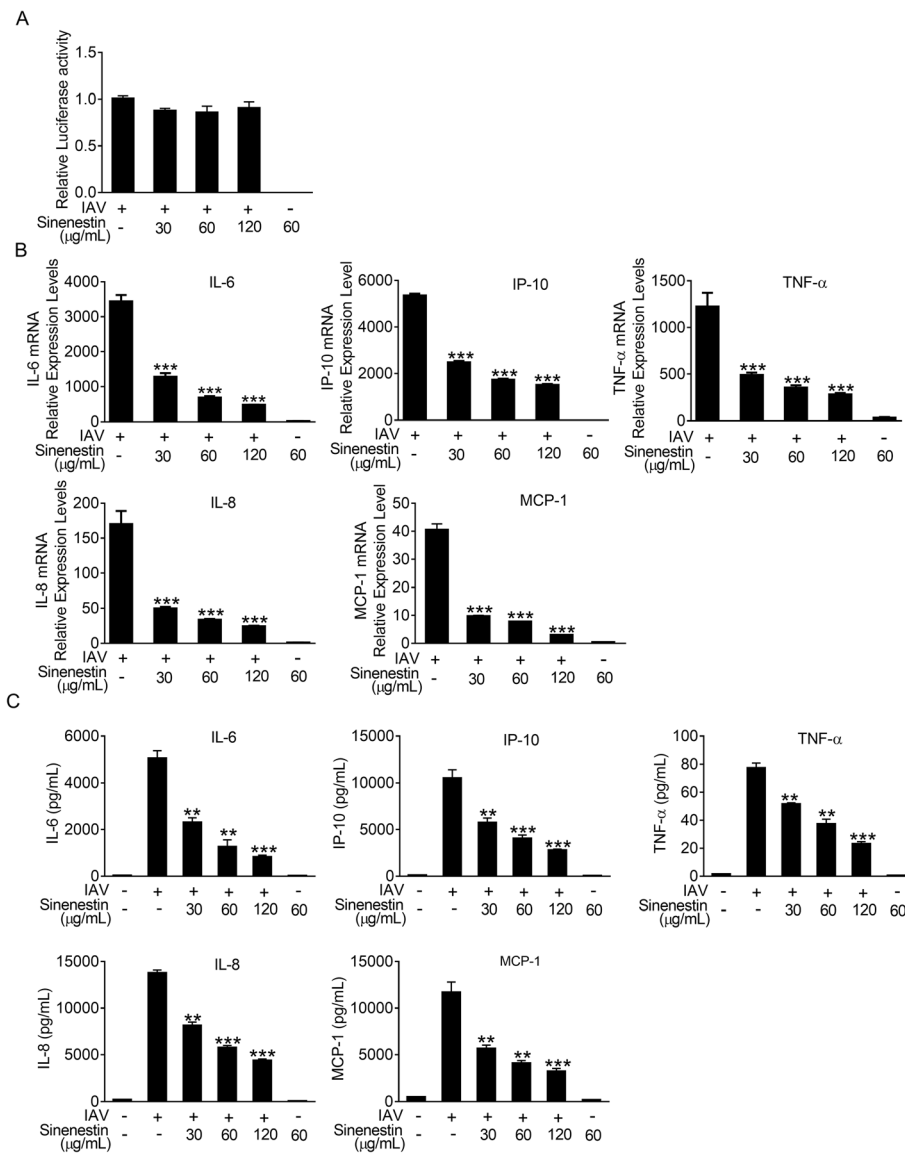 A
Relative Luciferase activity
1.5
1.0
0.5
0.0
IAV + + + + -
Sinenestin (μg/mL) - 30 60 120 60
B
IL-6
IL-6 mRNA
Relative Expression Levels
4000
3000
2000
1000
0
*** *** ***
IAV + + + + -
Sinenestin (μg/mL) - 30 60 120 60
IP-10
IP-10 mRNA
Relative Expression Level
6000
4000
2000
0
*** *** ***
IAV + + + + -
Sinenestin (μg/mL) - 30 60 120 60
TNF-α
TNF-α mRNA
Relative Expression Levels
1500
1000
500
0
*** *** ***
IAV + + + + -
Sinenestin (μg/mL) - 30 60 120 60
IL-8
IL-8 mRNA
Relative Expression Levels
200
150
100
50
0
*** *** ***
IAV + + + + -
Sinenestin (μg/mL) - 30 60 120 60
MCP-1
MCP-1 mRNA
Relative Expression Level
50
40
30
20
10
0
*** *** ***
IAV + + + + -
Sinenestin (μg/mL) - 30 60 120 60
C
IL-6
IL-6 (pg/mL)
6000
4000
2000
0
** ** ***
IAV - + + + + -
Sinenestin (μg/mL) - - 30 60 120 60
IP-10
IP-10 (pg/mL)
15000
10000
5000
0
** *** ***
IAV - + + + + -
Sinenestin (μg/mL) - - 30 60 120 60
TNF-α
TNF-α (pg/mL)
100
80
60
40
20
0
** ** ***
IAV - + + + + -
Sinenestin (μg/mL) - - 30 60 120 60
IL-8
IL-8 (pg/mL)
15000
10000
5000
0
** *** ***
IAV - + + + + -
Sinenestin (μg/mL) - - 30 60 120 60
MCP-1
MCP-1 (pg/mL)
15000
10000
5000
0
** ** ***
IAV - + + + + -
Sinenestin (μg/mL) - - 30 60 120 60